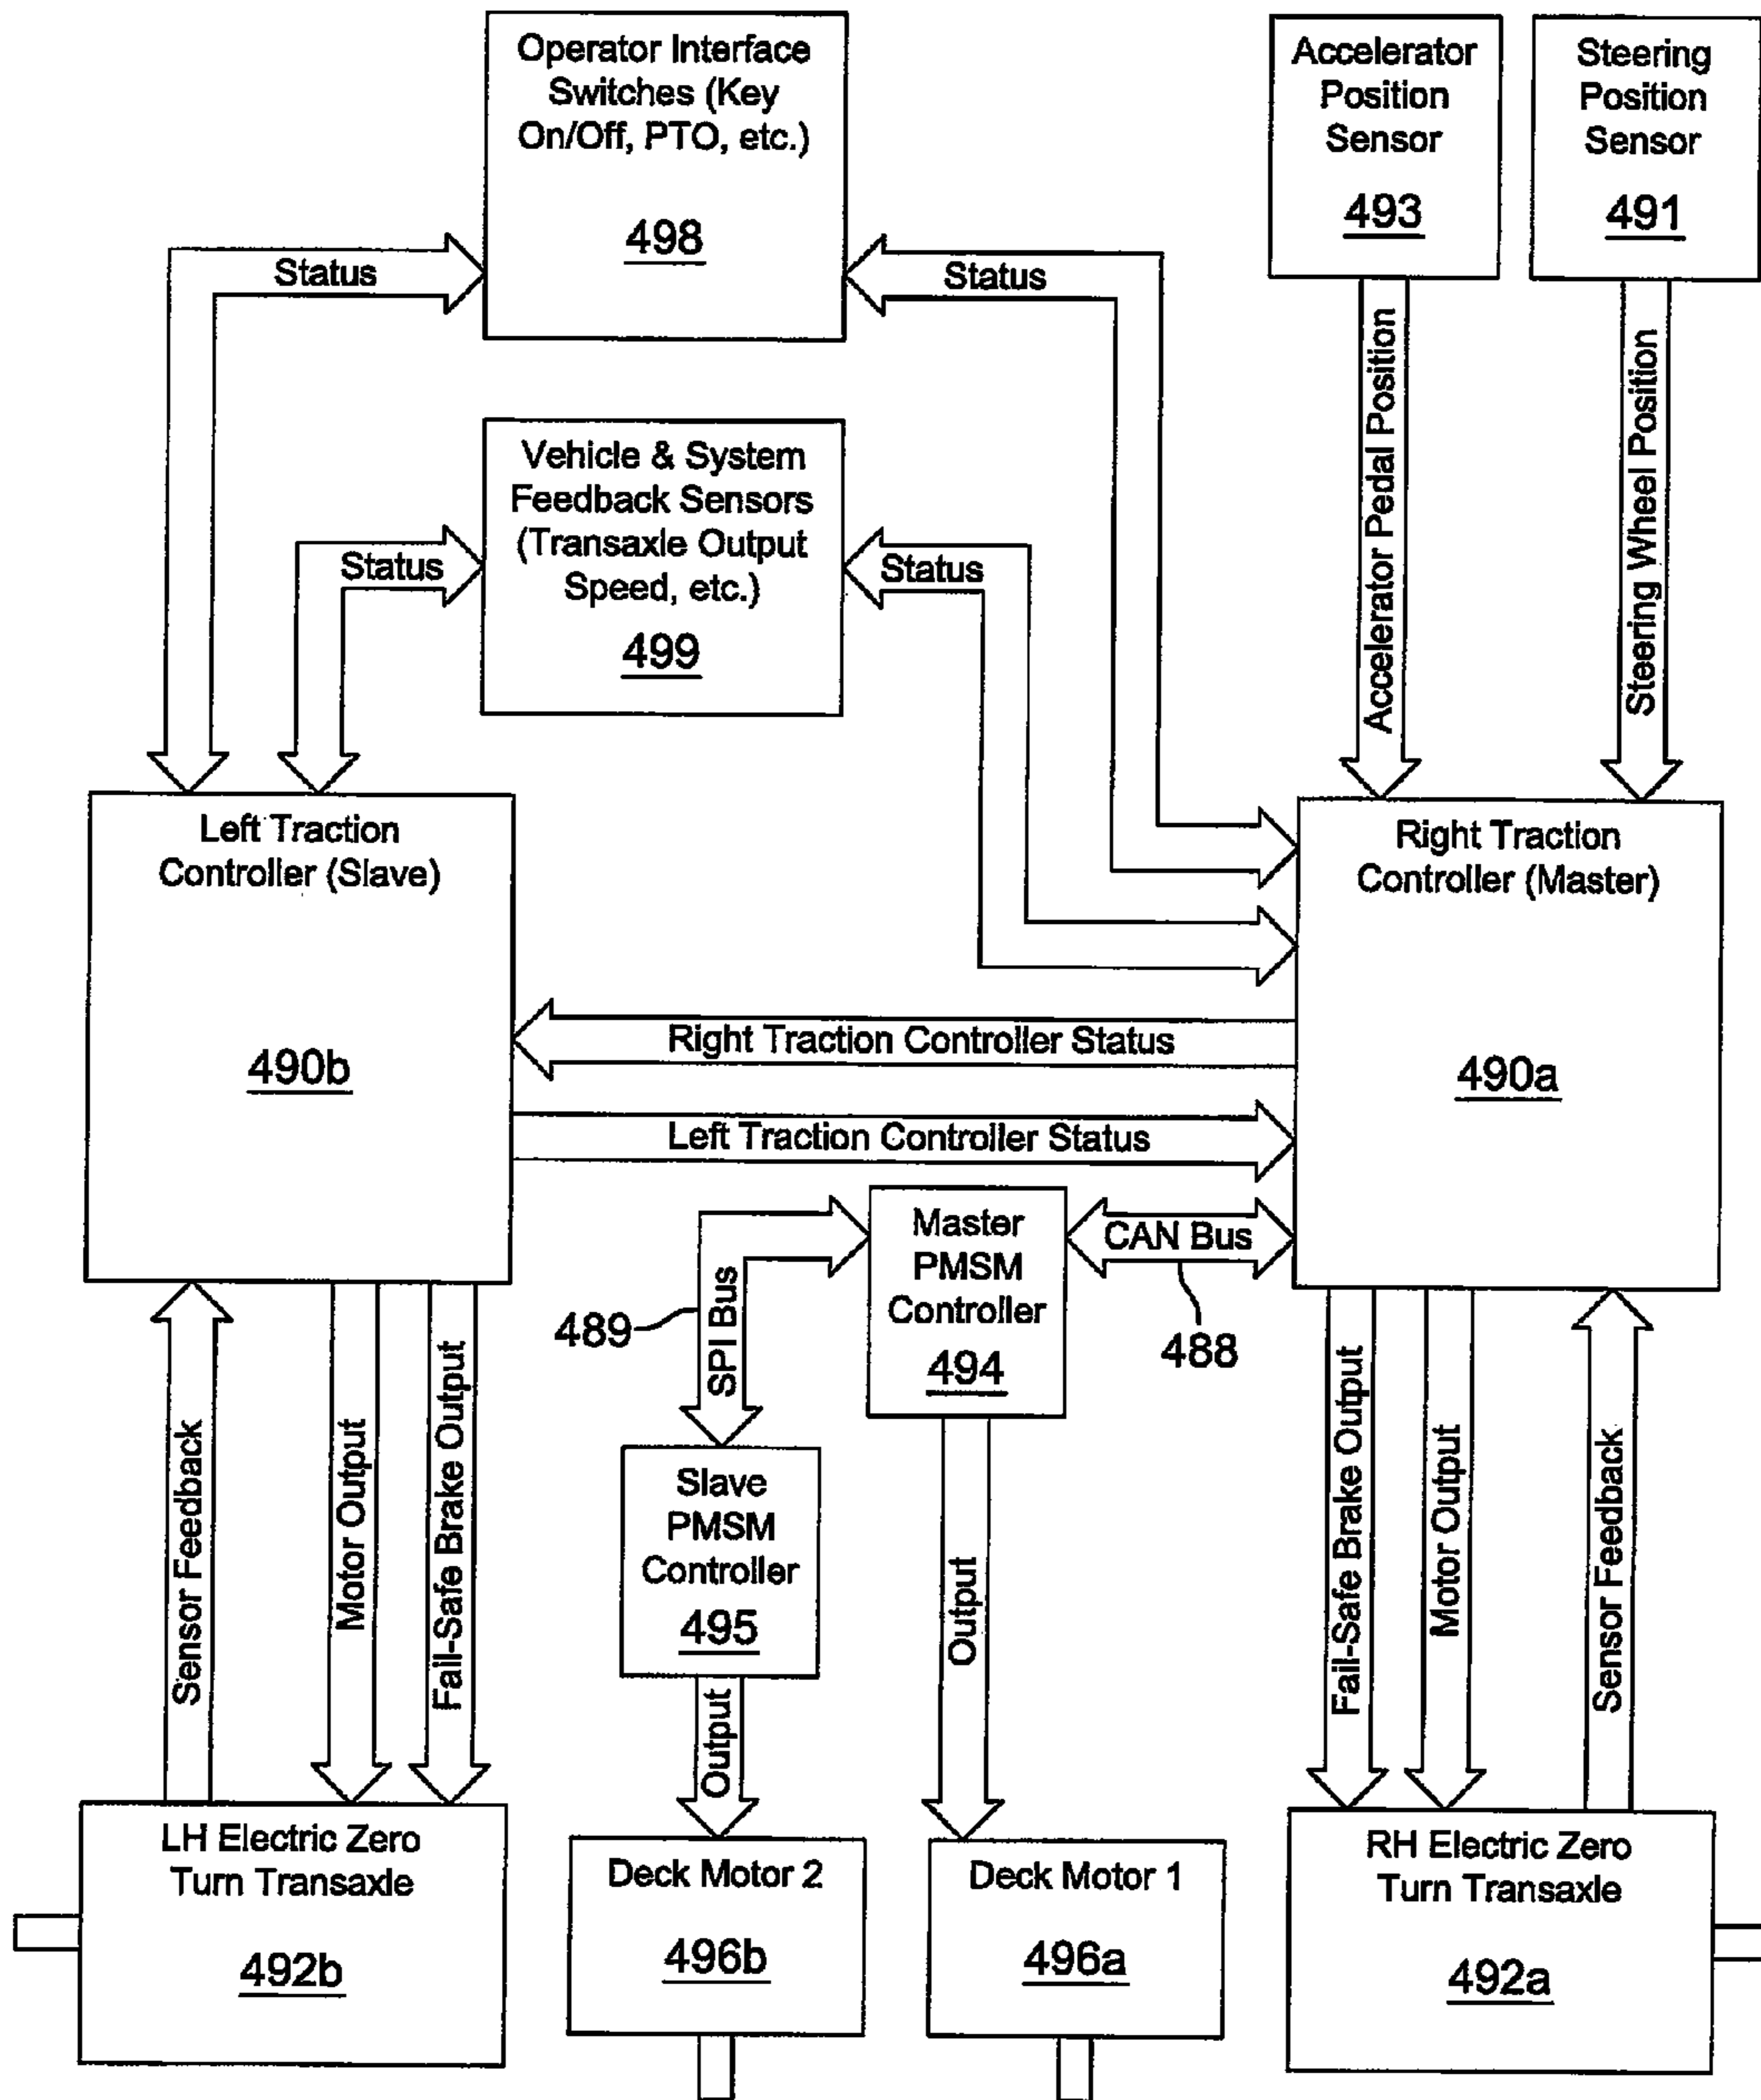 Operator Interface
Switches (Key
On/Off, PTO, etc.)
498
Accelerator
Position
Sensor
493
Steering
Position
Sensor
491
Status
Status
Accelerator Pedal Position
Steering Wheel Position
Vehicle & System
Feedback Sensors
(Transaxle Output
Speed, etc.)
499
Status
Status
Left Traction
Controller (Slave)
490b
Right Traction
Controller (Master)
490a
Right Traction Controller Status
Left Traction Controller Status
Master
PMSM
Controller
494
CAN Bus
488
489
SPI Bus
Slave
PMSM
Controller
495
Sensor Feedback
Motor Output
Fail-Safe Brake Output
Output
Output
Fail-Safe Brake Output
Motor Output
Sensor Feedback
LH Electric Zero
Turn Transaxle
492b
Deck Motor 2
496b
Deck Motor 1
496a
RH Electric Zero
Turn Transaxle
492a